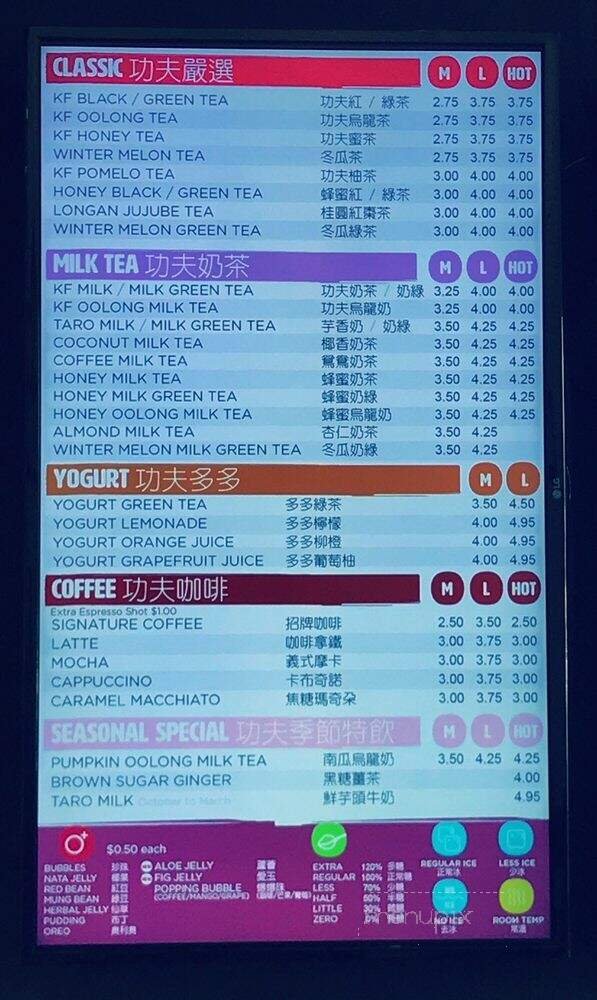 CLASSIC 功夫嚴選 M L HOT
KF BLACK / GREEN TEA 功夫紅 / 綠茶 2.75 3.75 3.75
KF OOLONG TEA 功夫烏龍茶 2.75 3.75 3.75
KF HONEY TEA 功夫蜜茶 2.75 3.75 3.75
WINTER MELON TEA 冬瓜茶 2.75 3.75 3.75
KF POMELO TEA 功夫柚茶 3.00 4.00 4.00
HONEY BLACK / GREEN TEA 蜂蜜紅 / 綠茶 3.00 4.00 4.00
LONGAN JUJUBE TEA 桂圓紅棗茶 3.00 4.00 4.00
WINTER MELON GREEN TEA 冬瓜綠茶 3.00 4.00 4.00
MILK TEA 功夫奶茶 M L HOT
KF MILK / MILK GREEN TEA 功夫奶茶 / 奶綠 3.25 4.00 4.00
KF OOLONG MILK TEA 功夫烏龍奶 3.25 4.00 4.00
TARO MILK / MILK GREEN TEA 芋香奶 / 奶綠 3.50 4.25 4.25
COCONUT MILK TEA 椰香奶茶 3.50 4.25 4.25
COFFEE MILK TEA 鴛鴦奶茶 3.50 4.25 4.25
HONEY MILK TEA 蜂蜜奶茶 3.50 4.25 4.25
HONEY MILK GREEN TEA 蜂蜜奶綠 3.50 4.25 4.25
HONEY OOLONG MILK TEA 蜂蜜烏龍奶 3.50 4.25 4.25
ALMOND MILK TEA 杏仁奶茶 3.50 4.25
WINTER MELON MILK GREEN TEA 冬瓜奶綠 3.50 4.25
YOGURT 功夫多多 M L
YOGURT GREEN TEA 多多綠茶 3.50 4.50
YOGURT LEMONADE 多多檸檬 4.00 4.95
YOGURT ORANGE JUICE 多多柳橙 4.00 4.95
YOGURT GRAPEFRUIT JUICE 多多葡萄柚 4.00 4.95
COFFEE 功夫咖啡 M L HOT
Extra Espresso Shot $1.00
SIGNATURE COFFEE 招牌咖啡 2.50 3.50 2.50
LATTE 咖啡拿鐵 3.00 3.75 3.00
MOCHA 義式摩卡 3.00 3.75 3.00
CAPPUCCINO 卡布奇諾 3.00 3.75 3.00
CARAMEL MACCHIATO 焦糖瑪奇朵 3.00 3.75 3.00
SEASONAL SPECIAL 功夫季節特飲 M L HOT
PUMPKIN OOLONG MILK TEA 南瓜烏龍奶 3.50 4.25 4.25
BROWN SUGAR GINGER 黑糖薑茶 4.00
TARO MILK October to March 鮮芋頭牛奶 4.95
$0.50 each
BUBBLES 珍珠
NATA JELLY 椰果
RED BEAN 紅豆
MUNG BEAN 綠豆
HERBAL JELLY 仙草
PUDDING 布丁
OREO 奧利奧
ALOE JELLY 蘆薈
FIG JELLY 愛玉
POPPING BUBBLE 爆爆珠
(COFFEE/MANGO/GRAPE)
EXTRA 120% 多糖
REGULAR 100% 正常糖
LESS 70% 少糖
HALF 50% 半糖
LITTLE 30% 微糖
ZERO
REGULAR ICE 正常冰
LESS ICE 少冰
NO ICE 去冰
ROOM TEMP 常溫
menupix
LG